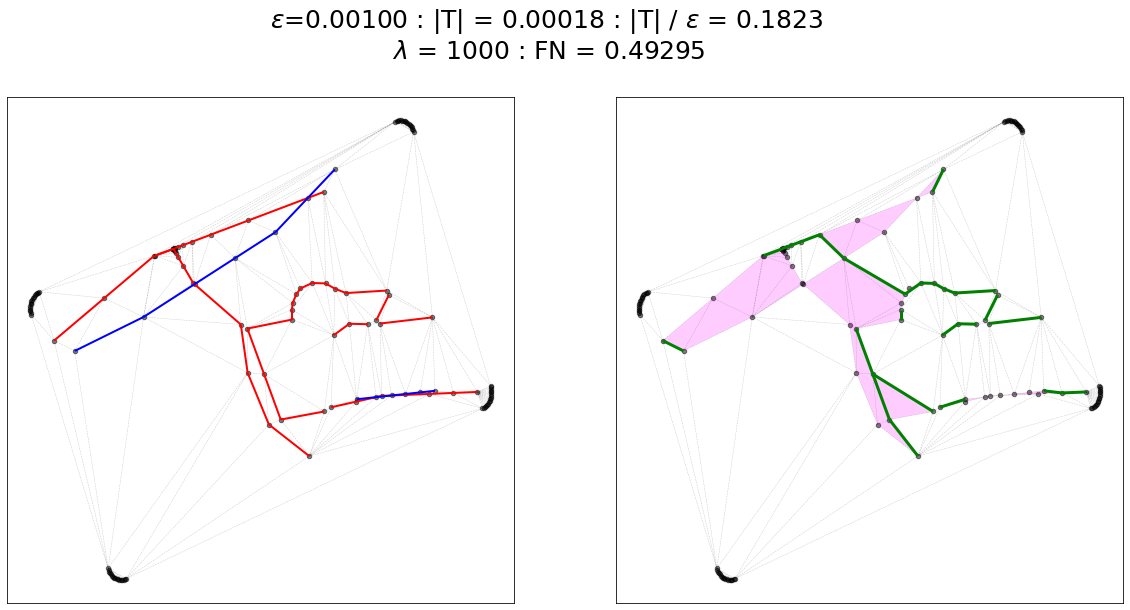 ε=0.00100 : |T| = 0.00018 : |T| / ε = 0.1823
λ = 1000 : FN = 0.49295